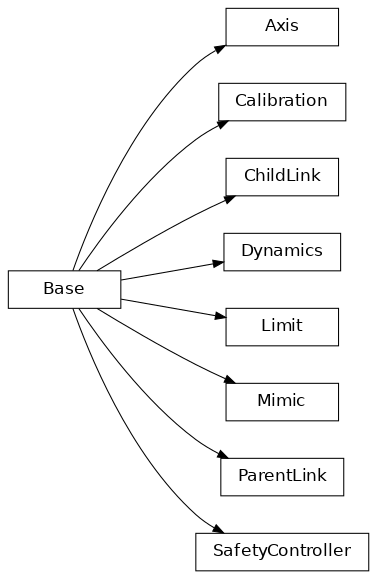 Axis
Calibration
ChildLink
Dynamics
Base
Limit
Mimic
ParentLink
SafetyController